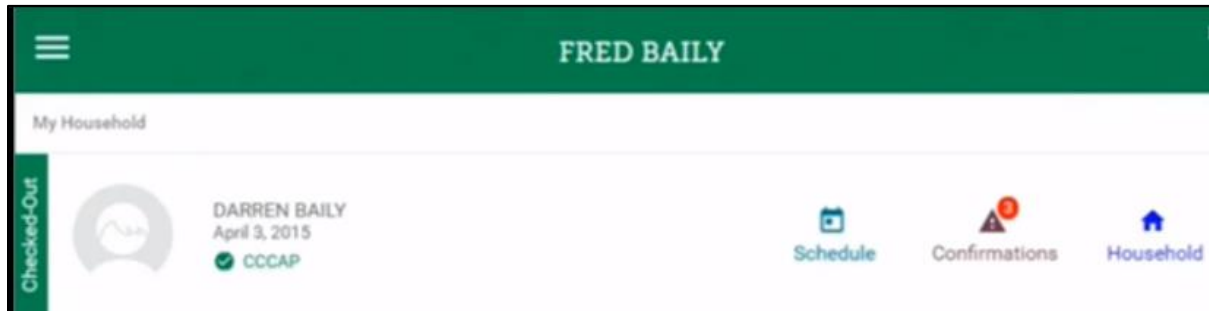 FRED BAILY
My Household
Checked-Out
DARREN BAILY
April 3, 2015
CCCAP
Schedule
3
Confirmations
Household